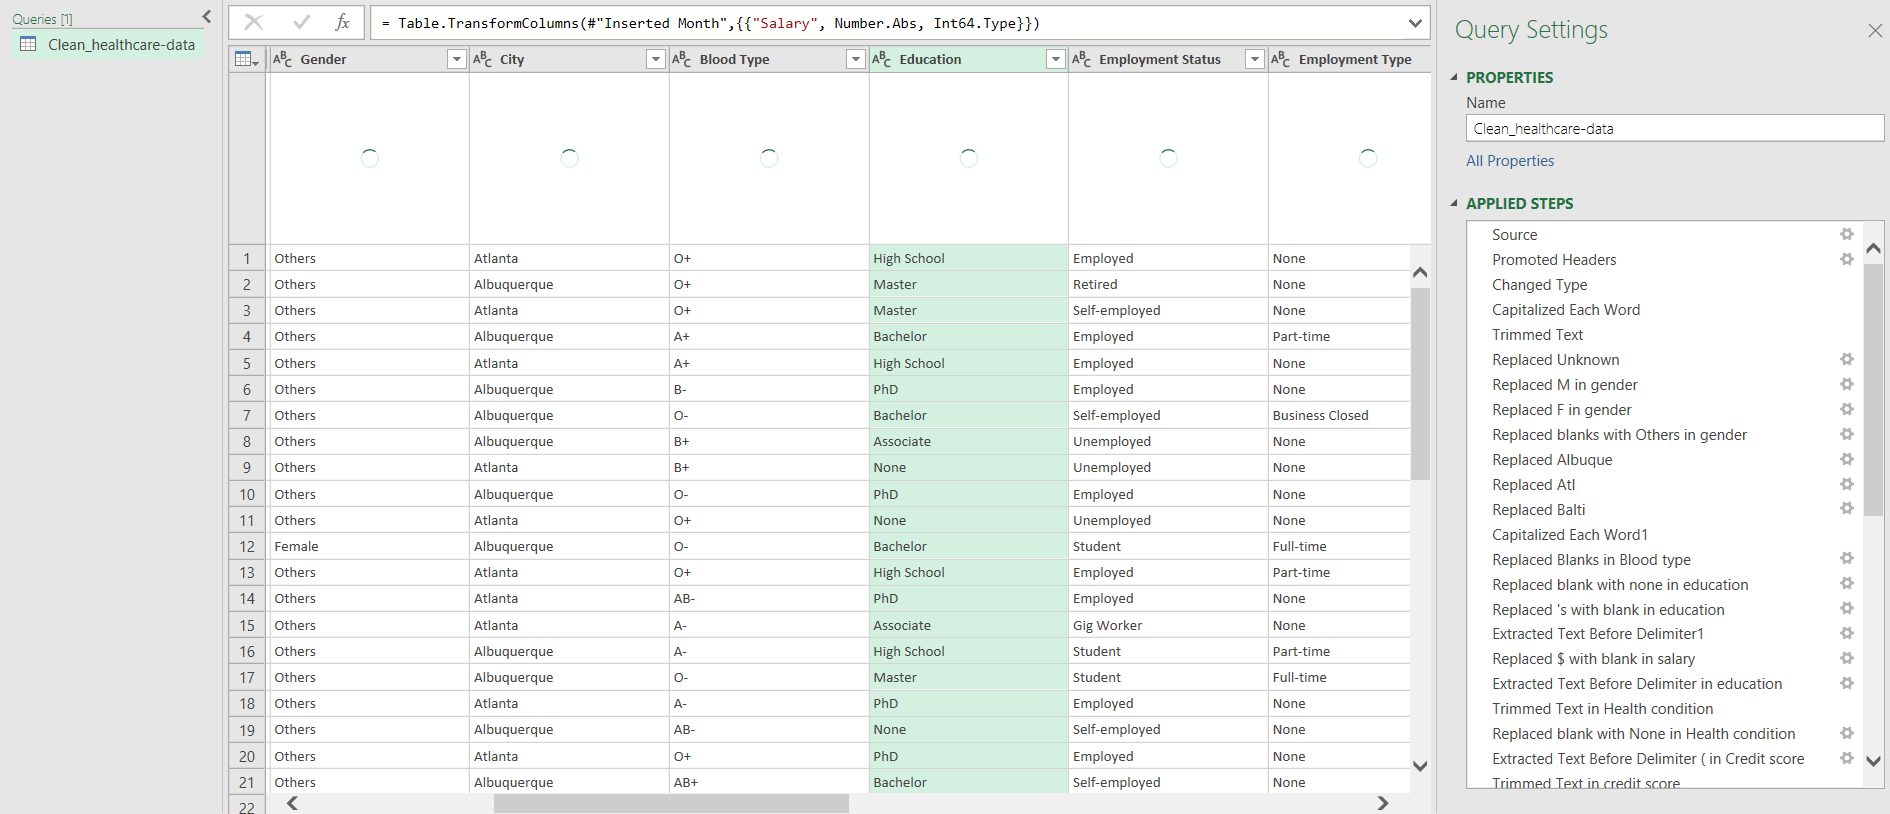 Queries [1]
Clean_healthcare-data
fx
= Table.TransformColumns(#"Inserted Month",{{"Salary", Number.Abs, Int64.Type}})
ABC Gender ABC City ABC Blood Type ABC Education ABC Employment Status ABC Employment Type
1 Others Atlanta O+ High School Employed None
2 Others Albuquerque O+ Master Retired None
3 Others Atlanta O+ Master Self-employed None
4 Others Albuquerque A+ Bachelor Employed Part-time
5 Others Atlanta A+ High School Employed None
6 Others Albuquerque B- PhD Employed None
7 Others Albuquerque O- Bachelor Self-employed Business Closed
8 Others Albuquerque B+ Associate Unemployed None
9 Others Atlanta B+ None Unemployed None
10 Others Albuquerque O- PhD Employed None
11 Others Atlanta O+ None Unemployed None
12 Female Albuquerque O- Bachelor Student Full-time
13 Others Atlanta O+ High School Employed Part-time
14 Others Atlanta AB- PhD Employed None
15 Others Atlanta A- Associate Gig Worker None
16 Others Albuquerque A- High School Student Part-time
17 Others Albuquerque O- Master Student Full-time
18 Others Atlanta A- PhD Employed None
19 Others Albuquerque AB- None Self-employed None
20 Others Atlanta O+ PhD Employed None
21 Others Albuquerque AB+ Bachelor Self-employed None
22
Query Settings
PROPERTIES
Name
Clean_healthcare-data
All Properties
APPLIED STEPS
Source
Promoted Headers
Changed Type
Capitalized Each Word
Trimmed Text
Replaced Unknown
Replaced M in gender
Replaced F in gender
Replaced blanks with Others in gender
Replaced Albuque
Replaced Atl
Replaced Balti
Capitalized Each Word1
Replaced Blanks in Blood type
Replaced blank with none in education
Replaced 's with blank in education
Extracted Text Before Delimiter1
Replaced $ with blank in salary
Extracted Text Before Delimiter in education
Trimmed Text in Health condition
Replaced blank with None in Health condition
Extracted Text Before Delimiter ( in Credit score
Trimmed Text in credit score